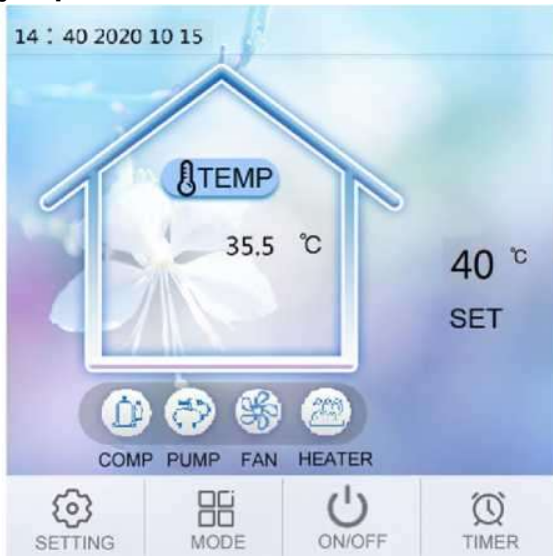 14 : 40 2020 10 15
TEMP
35.5 °C
40 °C
SET
COMP PUMP FAN HEATER
SETTING MODE ON/OFF TIMER